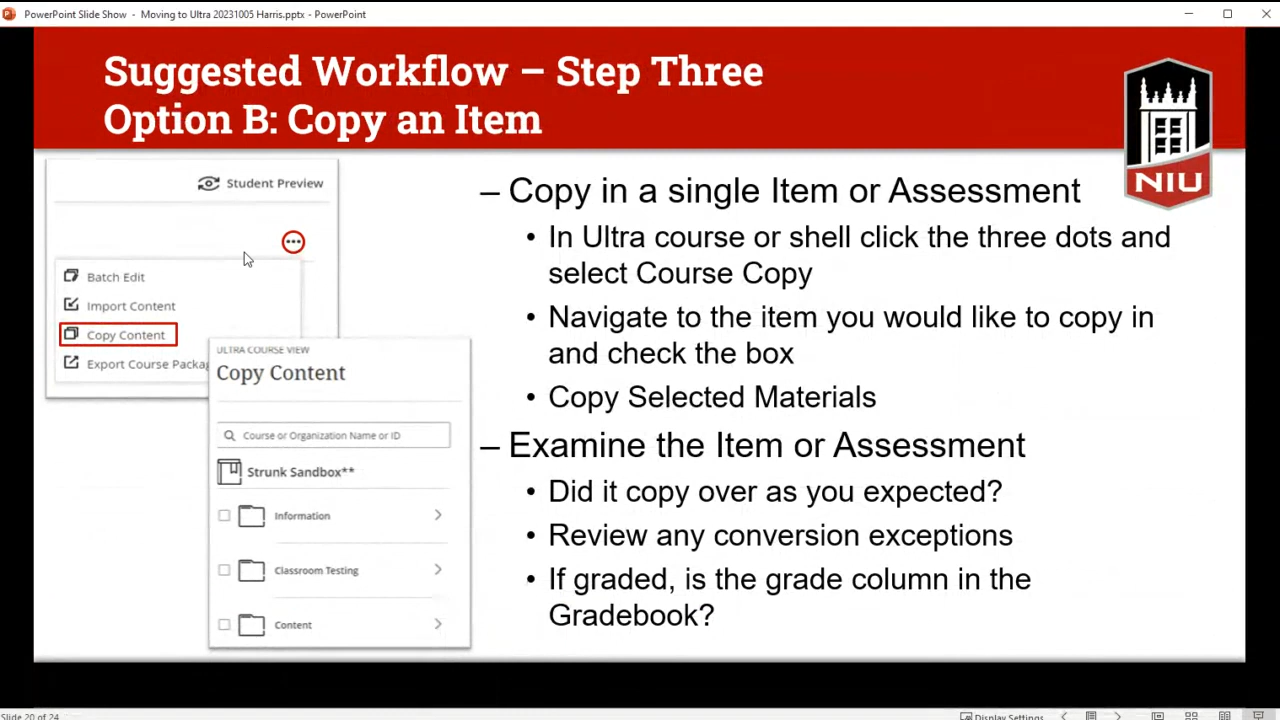 PowerPoint Slide Show - Moving to Ultra 20231005 Harris.pptx - PowerPoint
Suggested Workflow – Step Three
Option B: Copy an Item
NIU
Student Preview
Batch Edit
Import Content
Copy Content
Export Course Packag
ULTRA COURSE VIEW
Copy Content
Course or Organization Name or ID
Strunk Sandbox**
Information
Classroom Testing
Content
– Copy in a single Item or Assessment
• In Ultra course or shell click the three dots and
select Course Copy
• Navigate to the item you would like to copy in
and check the box
• Copy Selected Materials
– Examine the Item or Assessment
• Did it copy over as you expected?
• Review any conversion exceptions
• If graded, is the grade column in the
Gradebook?
Slide 20 of 24
Display Settings